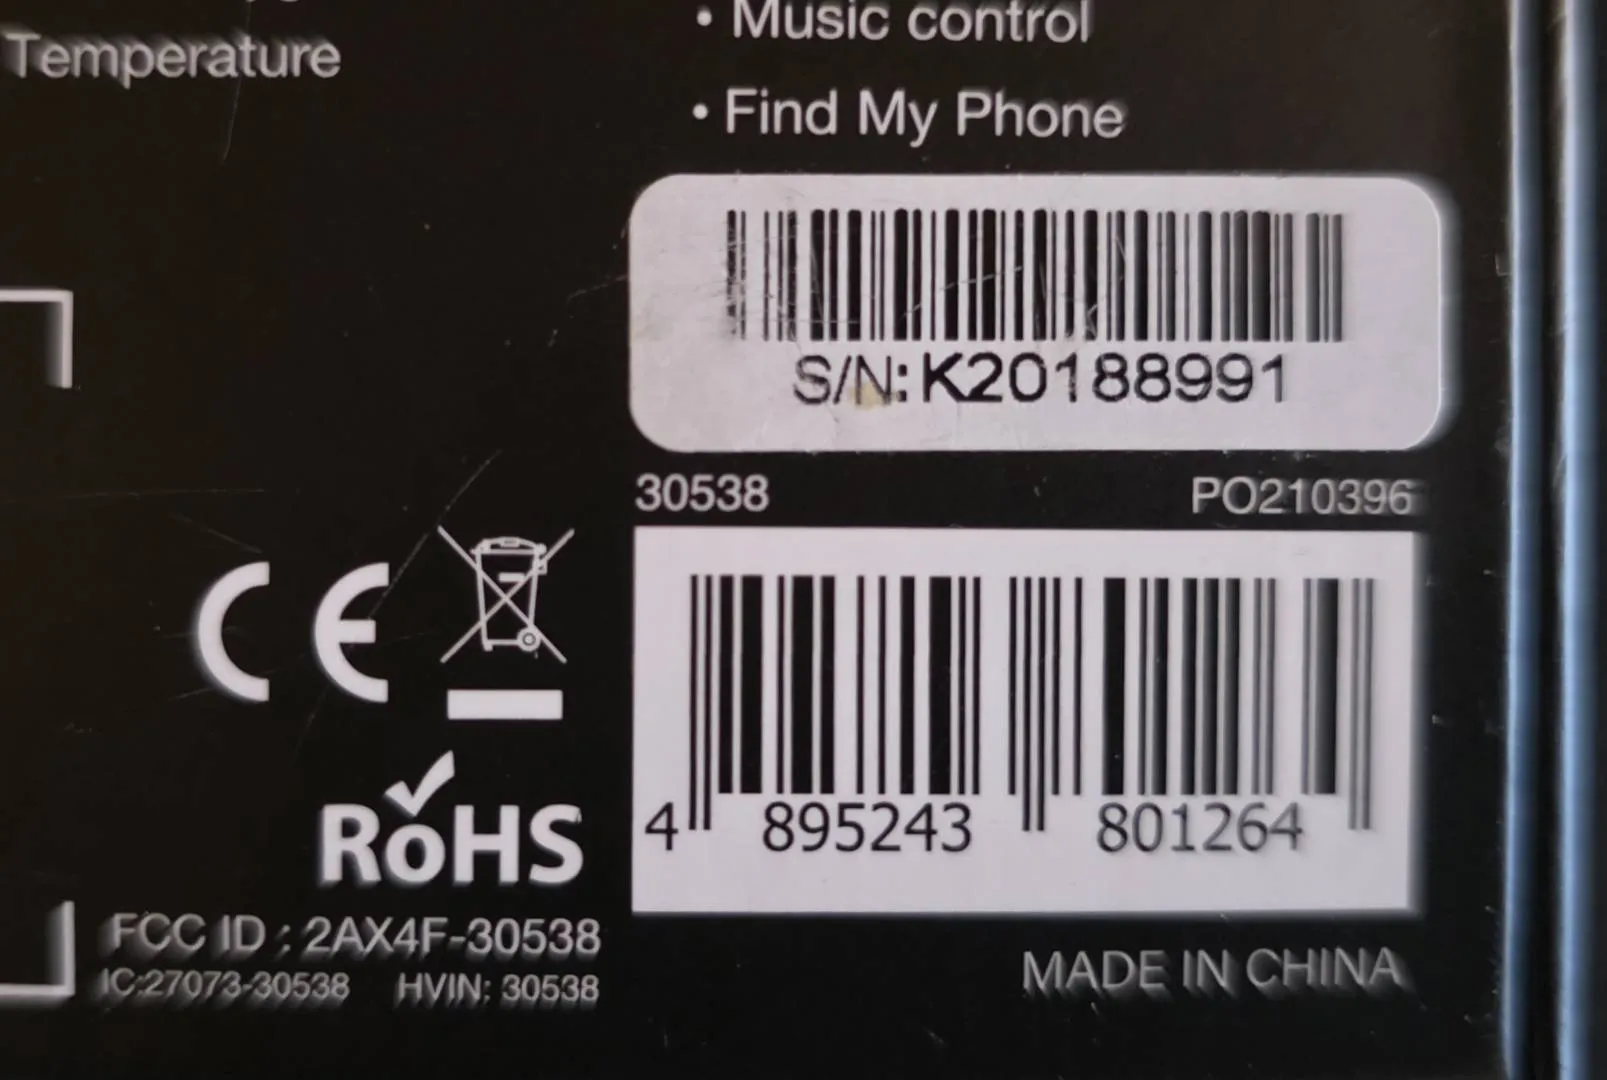 Temperature
• Music control
• Find My Phone
S/N:K20188991
30538
PO210396
CE
RoHS
4 895243 801264
FCC ID : 2AX4F-30538
IC:27073-30538 HVIN: 30538
MADE IN CHINA